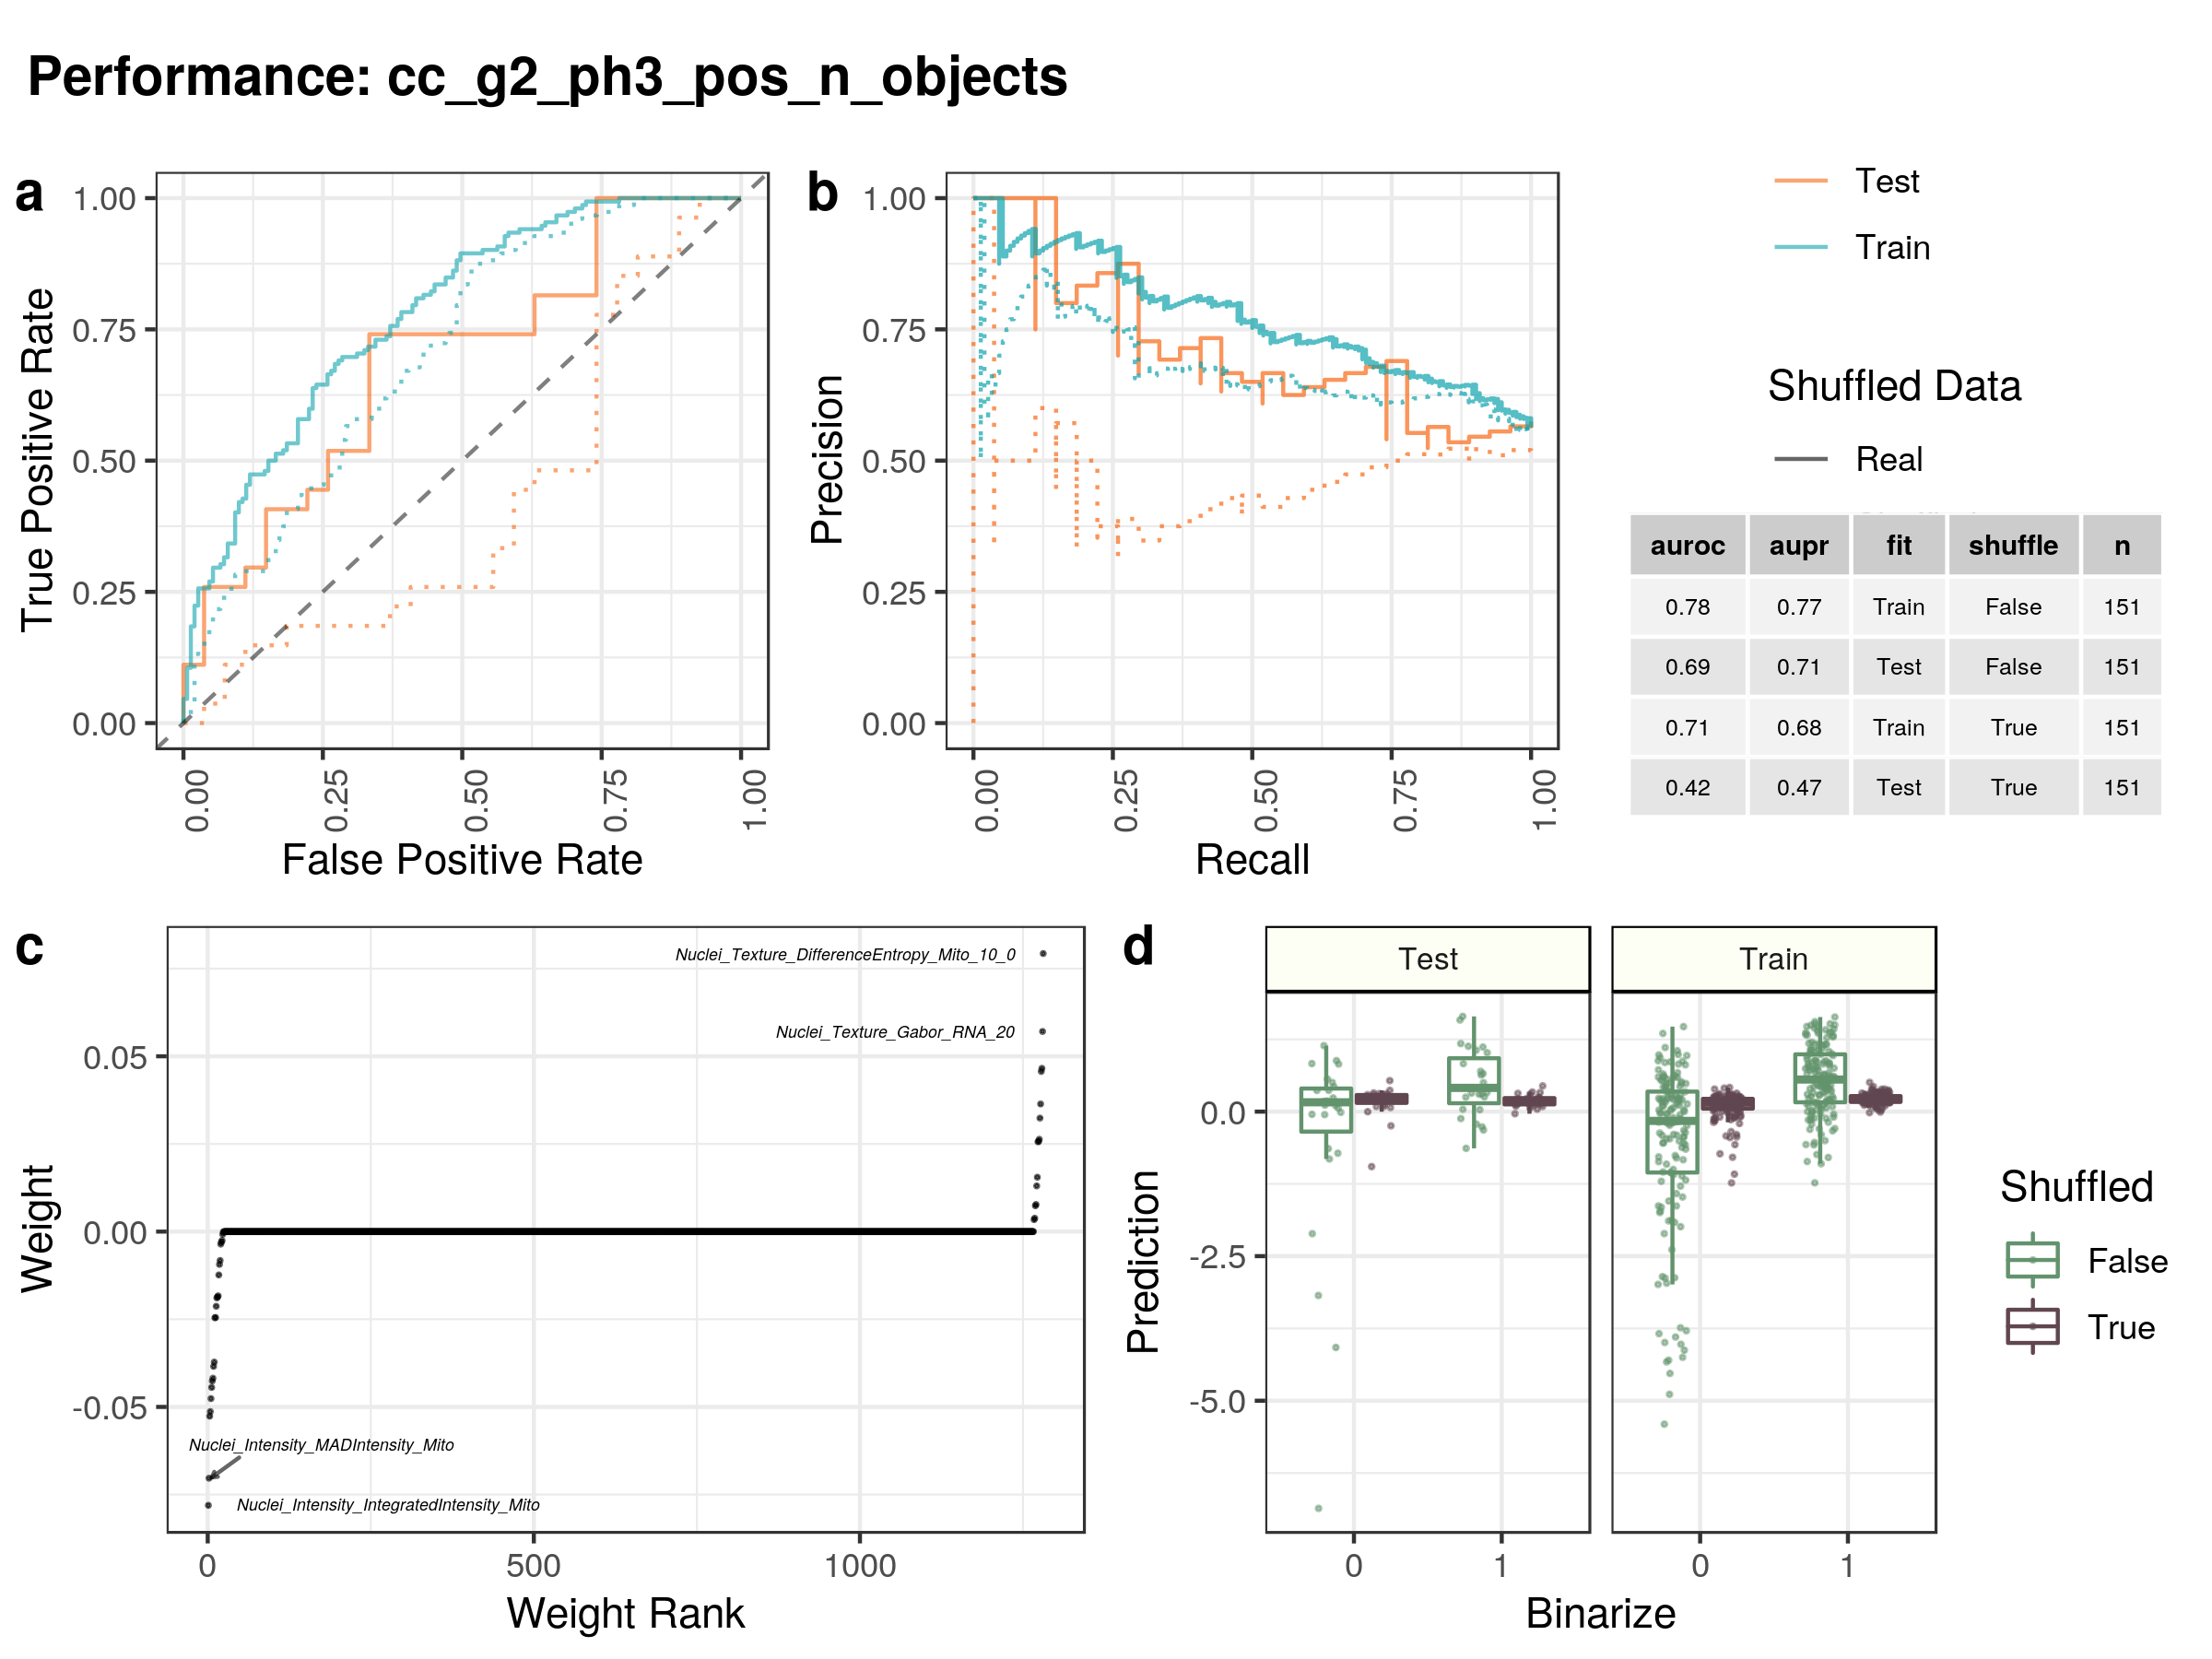 Performance: cc_g2_ph3_pos_n_objects
a
1.00
0.75
0.50
0.25
0.00
True Positive Rate
0.00
0.25
0.50
0.75
1.00
False Positive Rate
b
1.00
0.75
0.50
0.25
0.00
Precision
0.00
0.25
0.50
0.75
1.00
Recall
Test
Train
Shuffled Data
Real
auroc aupr fit shuffle n
0.78 0.77 Train False 151
0.69 0.71 Test False 151
0.71 0.68 Train True 151
0.42 0.47 Test True 151
c
0.05
0.00
-0.05
Weight
Nuclei_Texture_DifferenceEntropy_Mito_10_0
Nuclei_Texture_Gabor_RNA_20
Nuclei_Intensity_MADIntensity_Mito
Nuclei_Intensity_IntegratedIntensity_Mito
0 500 1000
Weight Rank
d
Test Train
0.0
-2.5
-5.0
Prediction
0 1 0 1
Binarize
Shuffled
False
True